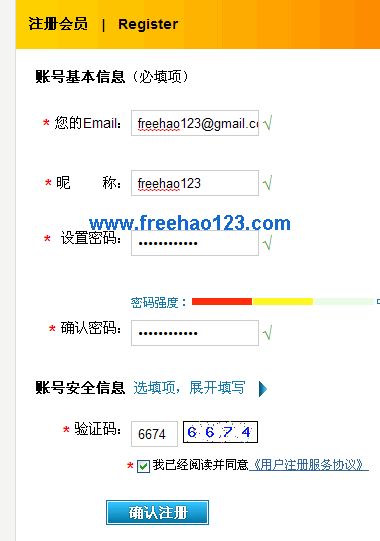 注册会员 | Register
账号基本信息（必填项）
* 您的Email： freehao123@gmail.co √
* 昵 称： freehao123 √
www.freehao123.com
* 设置密码： •••••••••••• √
密码强度：
* 确认密码： •••••••••••• √
账号安全信息 选填项，展开填写
* 验证码： 6674 6674
* 我已经阅读并同意《用户注册服务协议》
确认注册